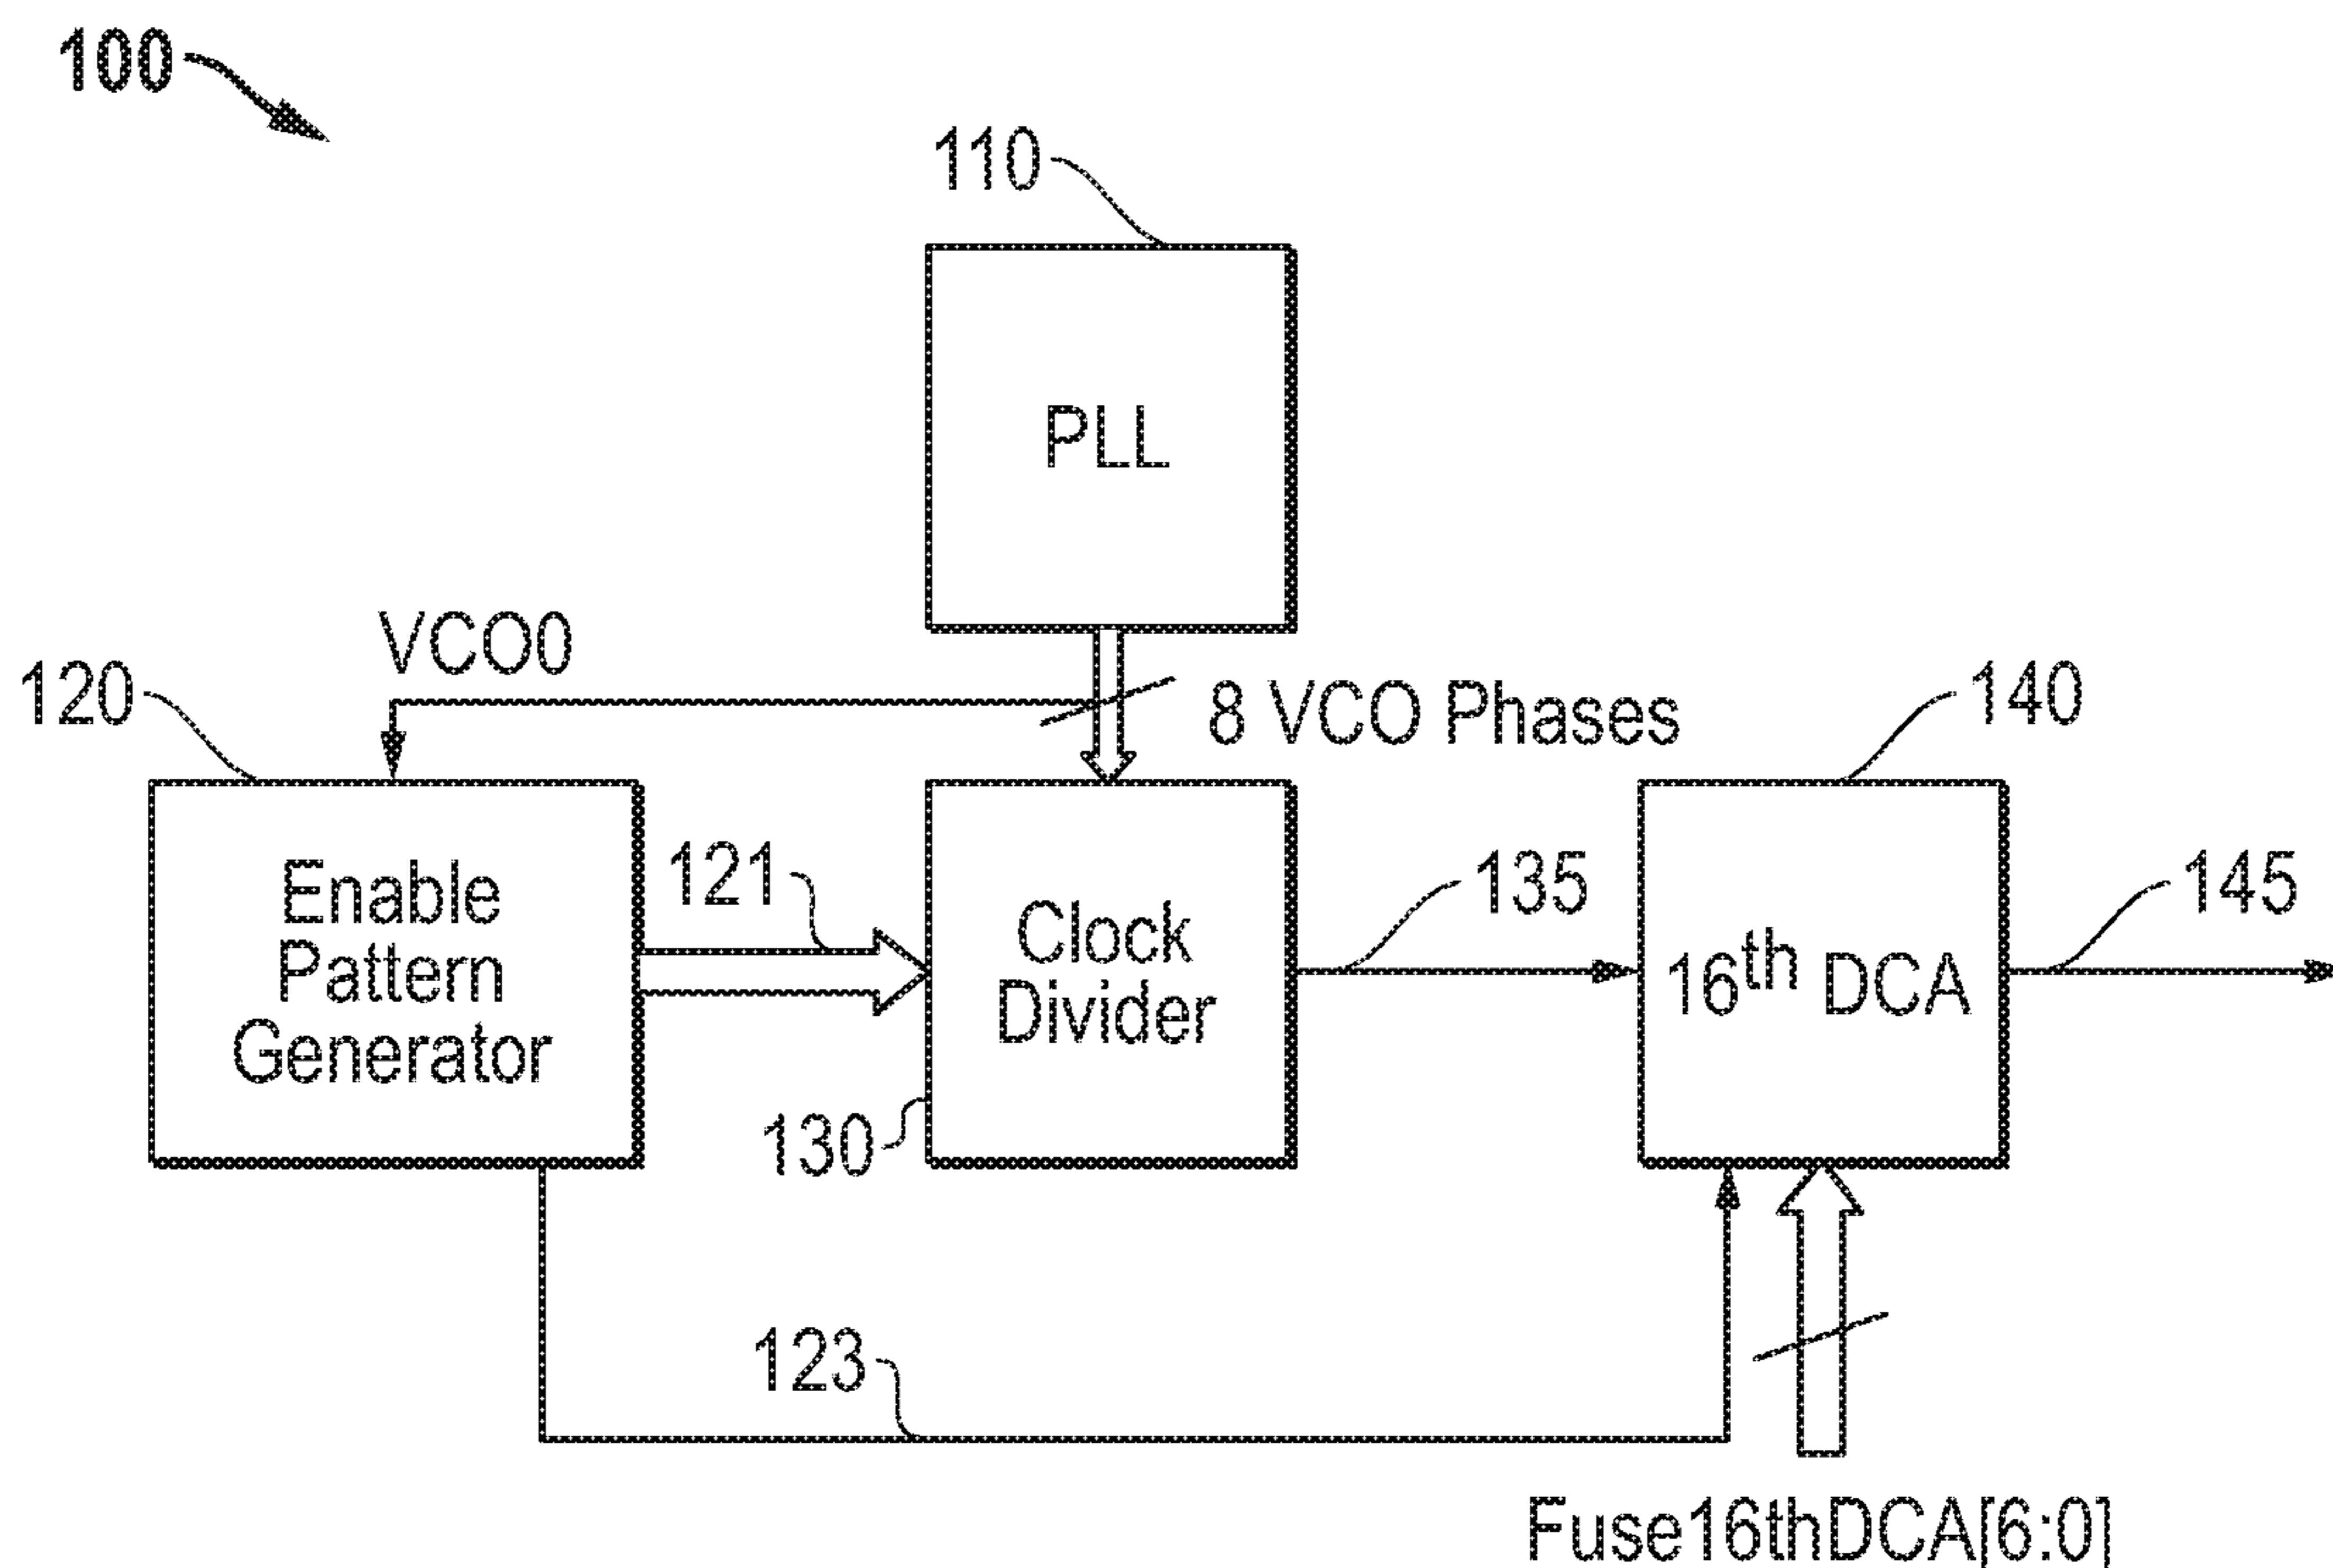 100
110
PLL
VCO0
120
8 VCO Phases
140
Enable
Pattern
Generator
121
Clock
Divider
130
135
16th DCA
145
123
Fuse16thDCA[6:0]